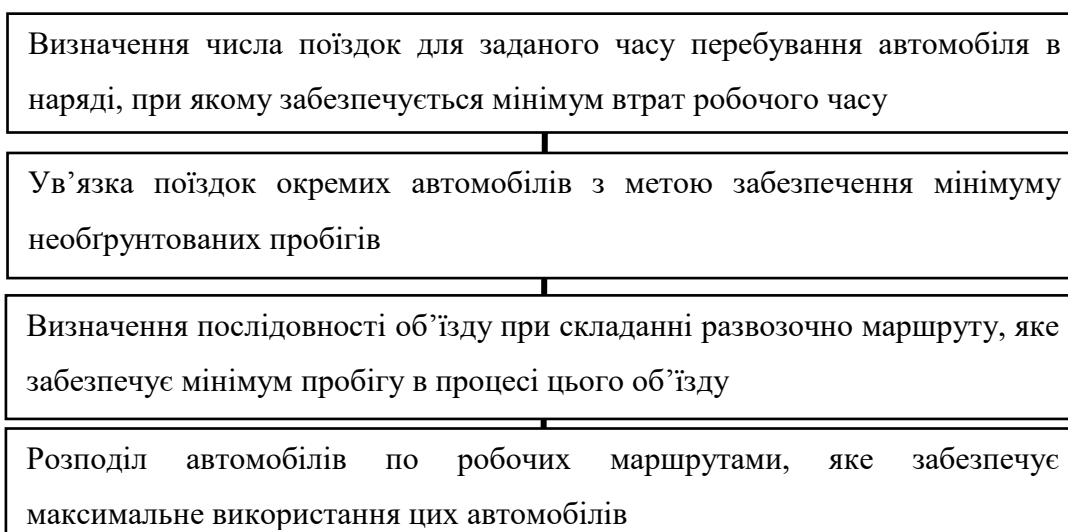 Визначення числа поїздок для заданого часу перебування автомобіля в
наряді, при якому забезпечується мінімум втрат робочого часу
Ув’язка поїздок окремих автомобілів з метою забезпечення мінімуму
необґрунтованих пробігів
Визначення послідовності об’їзду при складанні развозочно маршруту, яке
забезпечує мінімум пробігу в процесі цього об’їзду
Розподіл автомобілів по робочих маршрутами, яке забезпечує
максимальне використання цих автомобілів